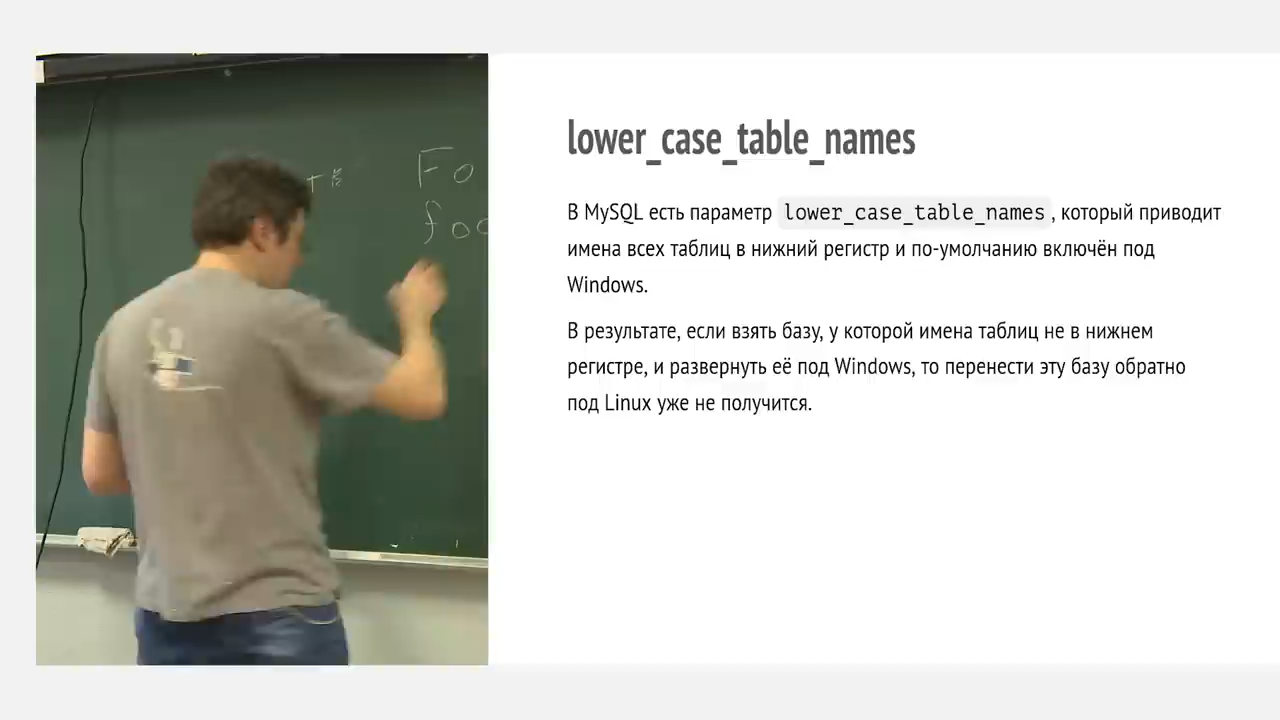 Fo
foo
lower_case_table_names
В MySQL есть параметр lower_case_table_names, который приводит
имена всех таблиц в нижний регистр и по-умолчанию включён под
Windows.
В результате, если взять базу, у которой имена таблиц не в нижнем
регистре, и развернуть её под Windows, то перенести эту базу обратно
под Linux уже не получится.